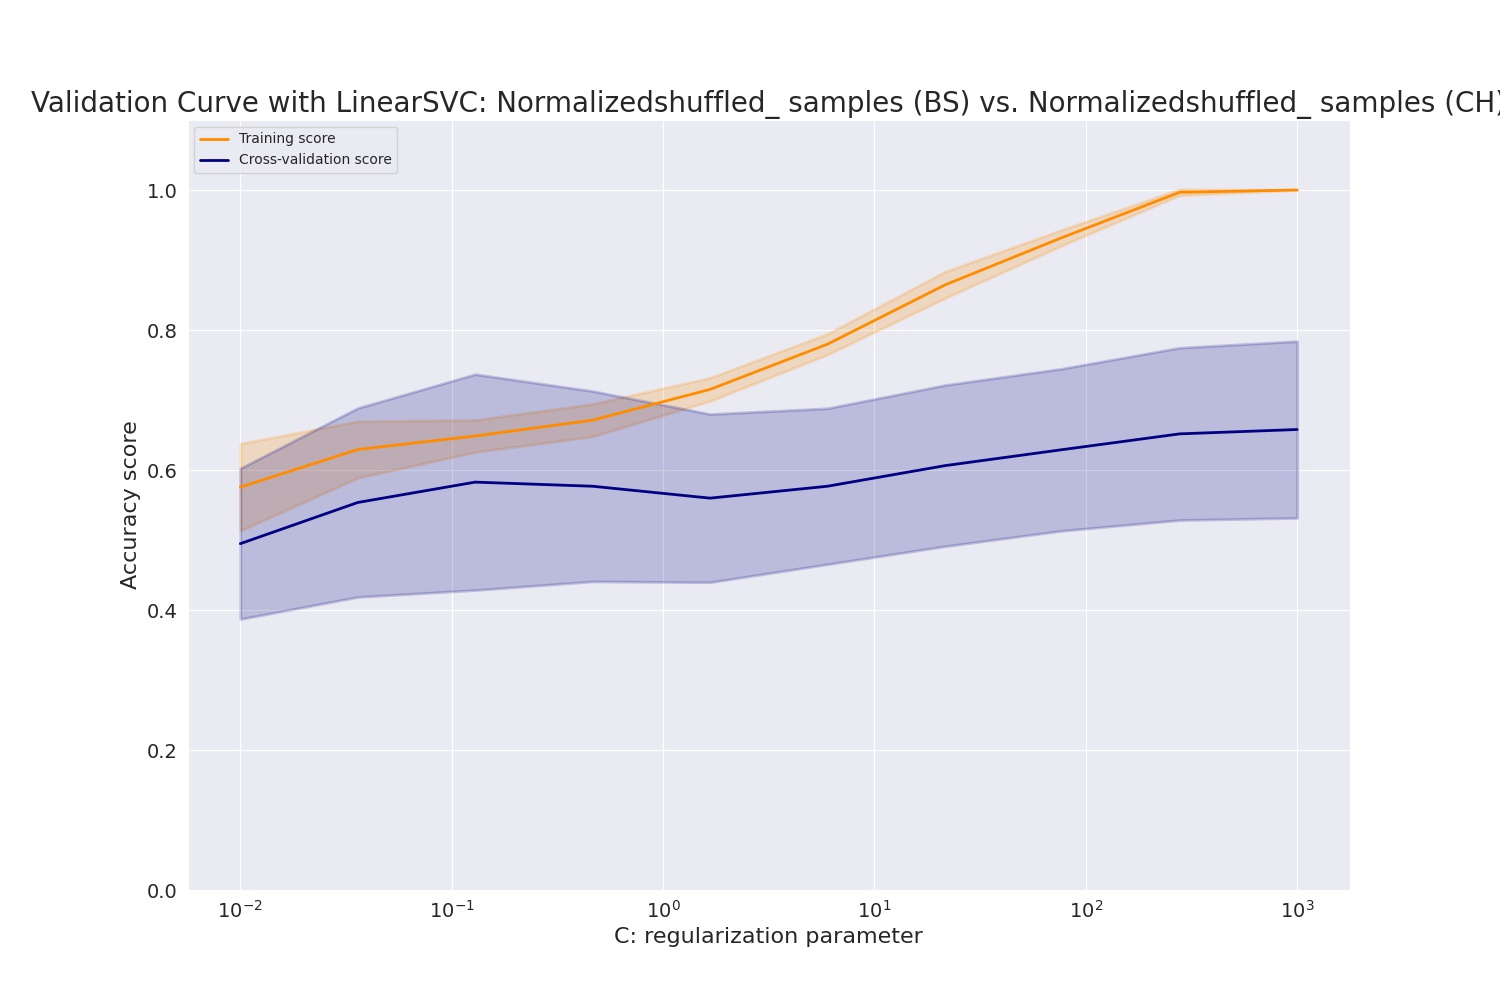 Validation Curve with LinearSVC: Normalizedshuffled_ samples (BS) vs. Normalizedshuffled_ samples (CH)
Training score
Cross-validation score
1.0
0.8
0.6
0.4
0.2
0.0
Accuracy score
10⁻² 10⁻¹ 10⁰ 10¹ 10² 10³
C: regularization parameter